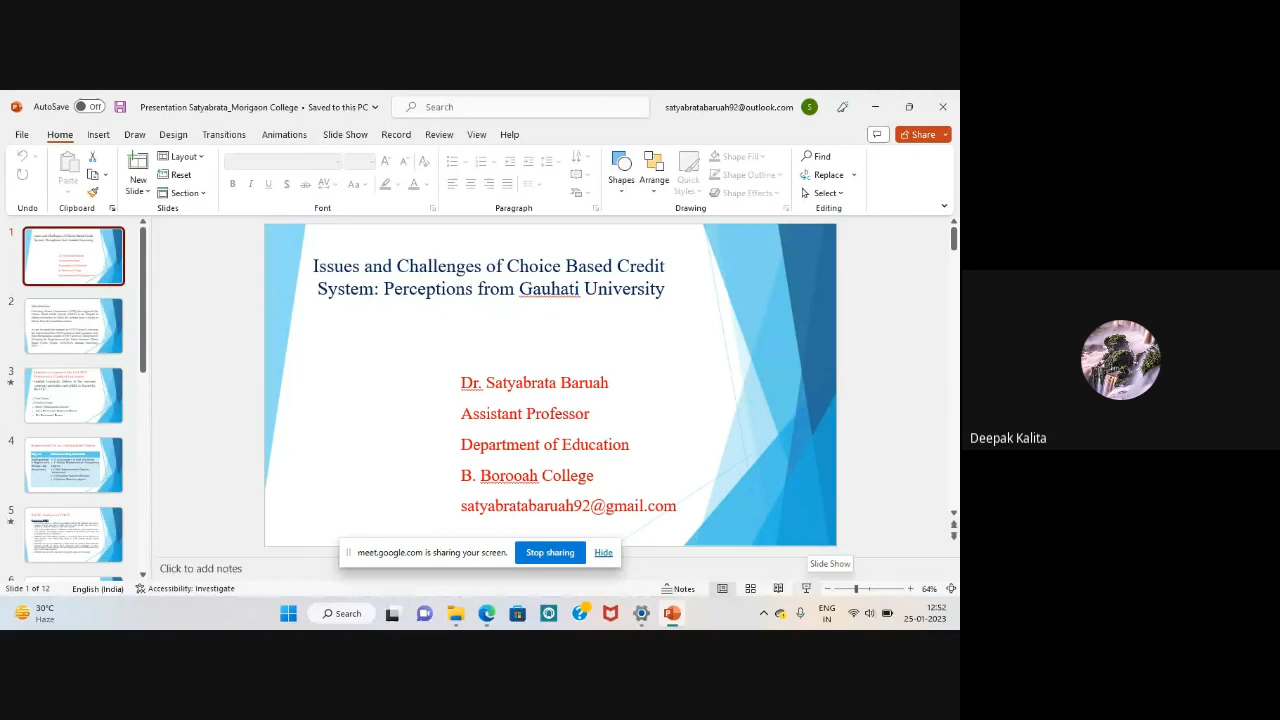 AutoSave Off Presentation Satyabrata_Morigaon College • Saved to this PC Search satyabratabaruah92@outlook.com S
File Home Insert Draw Design Transitions Animations Slide Show Record Review View Help Share
Paste New Slide Layout Reset Section Shapes Arrange Quick Styles Shape Fill Shape Outline Shape Effects Find Replace Select
Undo Clipboard Slides Font Paragraph Drawing Editing
1
2
3
4
5
Issues and Challenges of Choice Based Credit
System: Perceptions from Gauhati University
Dr. Satyabrata Baruah
Assistant Professor
Department of Education
B. Borooah College
satyabratabaruah92@gmail.com
meet.google.com is sharing your screen. Stop sharing Hide
Slide Show
Click to add notes
Slide 1 of 12 English (India) Accessibility: Investigate Notes 64%
30°C
Haze
Search
ENG
IN
12:52
25-01-2023
Deepak Kalita